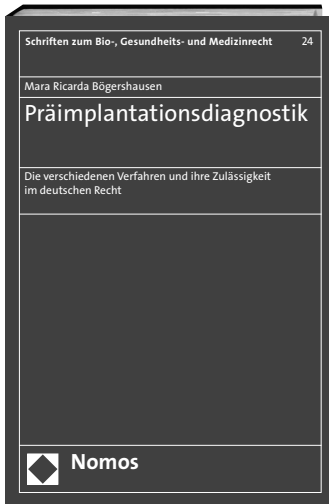 Schriften zum Bio-, Gesundheits- und Medizinrecht 24
Mara Ricarda Bögershausen
Präimplantationsdiagnostik
Die verschiedenen Verfahren und ihre Zulässigkeit
im deutschen Recht
Nomos